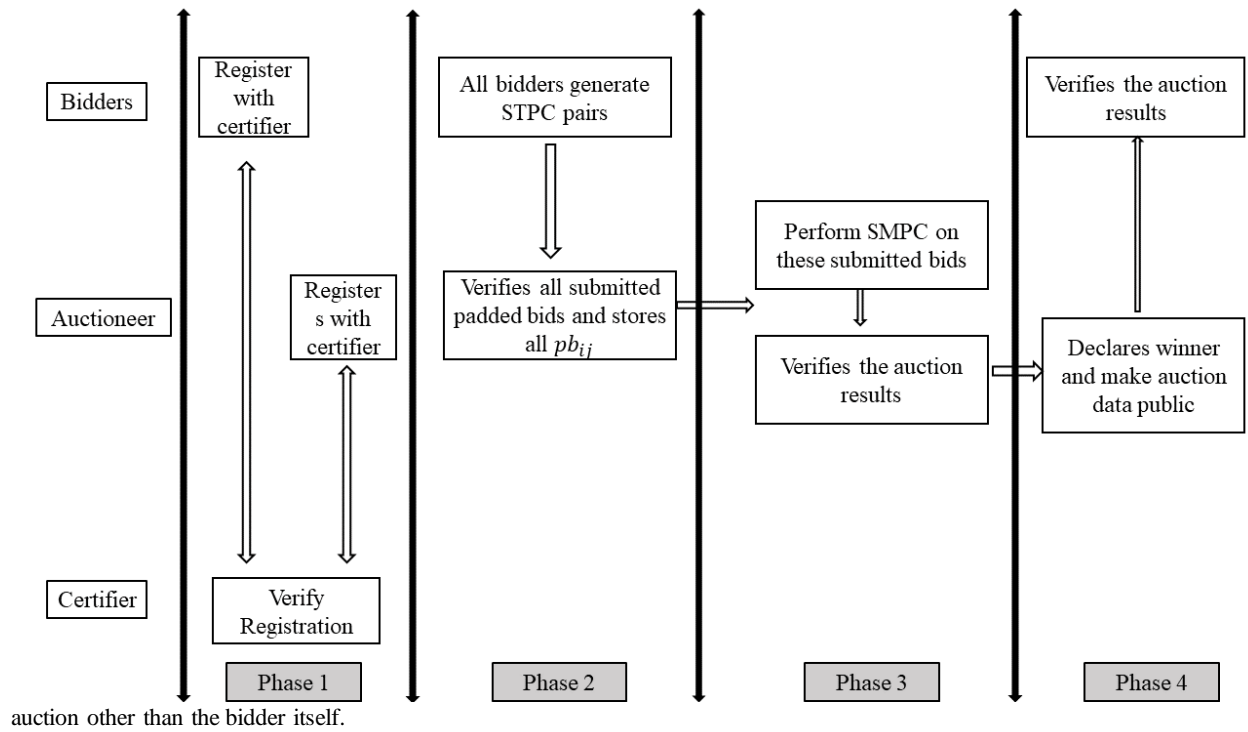 Bidders
Register
with
certifier
All bidders generate
STPC pairs
Verifies the auction
results
Auctioneer
Register
s with
certifier
Verifies all submitted
padded bids and stores
all pb_{ij}
Perform SMPC on
these submitted bids
Verifies the auction
results
Declares winner
and make auction
data public
Certifier
Verify
Registration
Phase 1
Phase 2
Phase 3
Phase 4
auction other than the bidder itself.